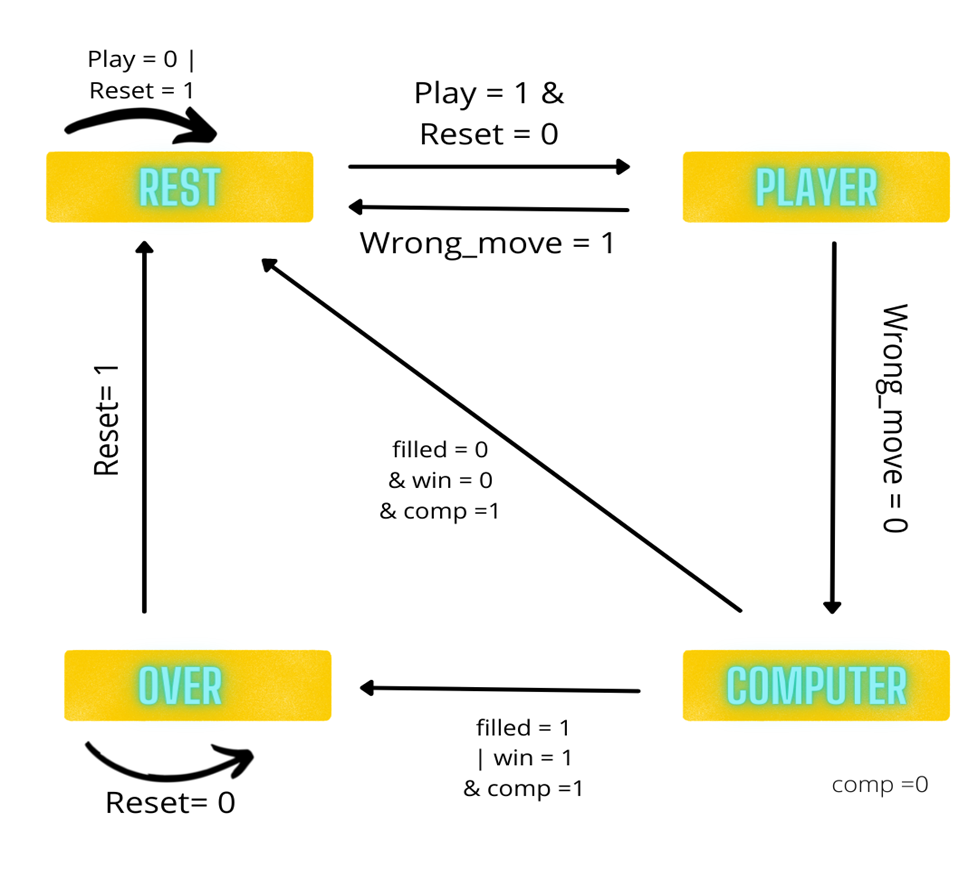 Play = 0 |
Reset = 1
Play = 1 &
Reset = 0
REST
PLAYER
Wrong_move = 1
Reset= 1
filled = 0
& win = 0
& comp =1
Wrong_move = 0
OVER
COMPUTER
filled = 1
| win = 1
& comp =1
Reset= 0
comp =0